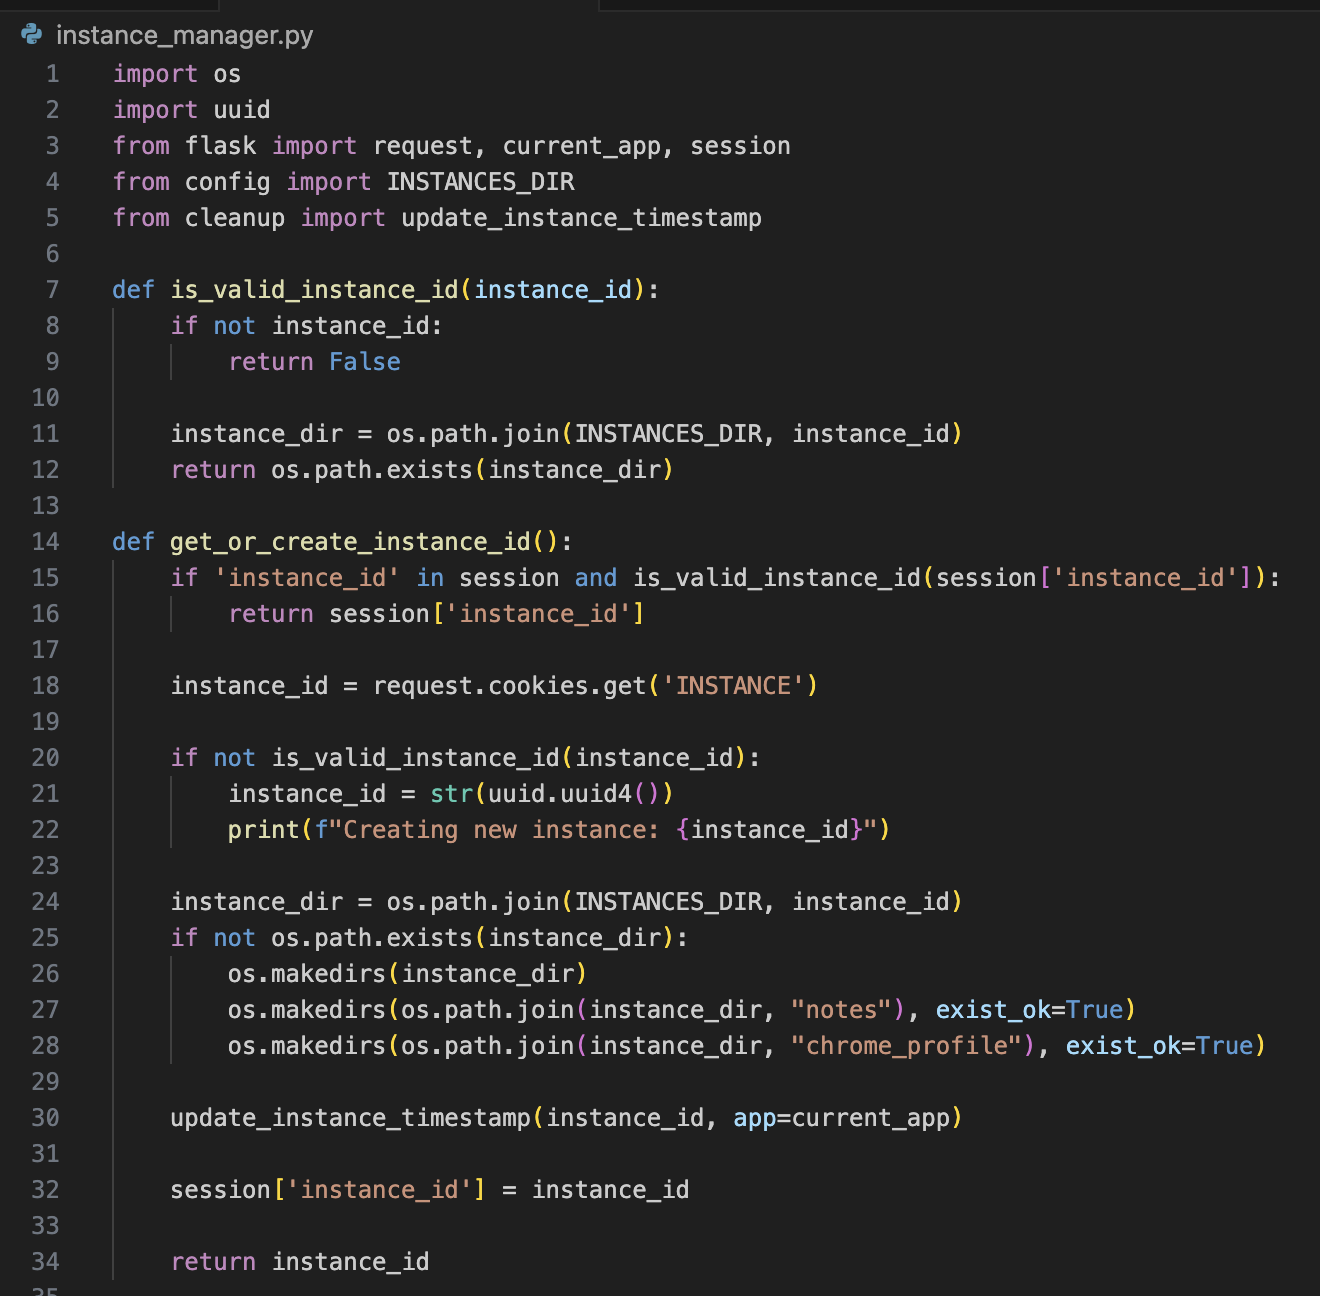 instance_manager.py
1 import os
2 import uuid
3 from flask import request, current_app, session
4 from config import INSTANCES_DIR
5 from cleanup import update_instance_timestamp
6
7 def is_valid_instance_id(instance_id):
8     if not instance_id:
9         return False
10
11     instance_dir = os.path.join(INSTANCES_DIR, instance_id)
12     return os.path.exists(instance_dir)
13
14 def get_or_create_instance_id():
15     if 'instance_id' in session and is_valid_instance_id(session['instance_id']):
16         return session['instance_id']
17
18     instance_id = request.cookies.get('INSTANCE')
19
20     if not is_valid_instance_id(instance_id):
21         instance_id = str(uuid.uuid4())
22         print(f"Creating new instance: {instance_id}")
23
24     instance_dir = os.path.join(INSTANCES_DIR, instance_id)
25     if not os.path.exists(instance_dir):
26         os.makedirs(instance_dir)
27         os.makedirs(os.path.join(instance_dir, "notes"), exist_ok=True)
28         os.makedirs(os.path.join(instance_dir, "chrome_profile"), exist_ok=True)
29
30     update_instance_timestamp(instance_id, app=current_app)
31
32     session['instance_id'] = instance_id
33
34     return instance_id
35